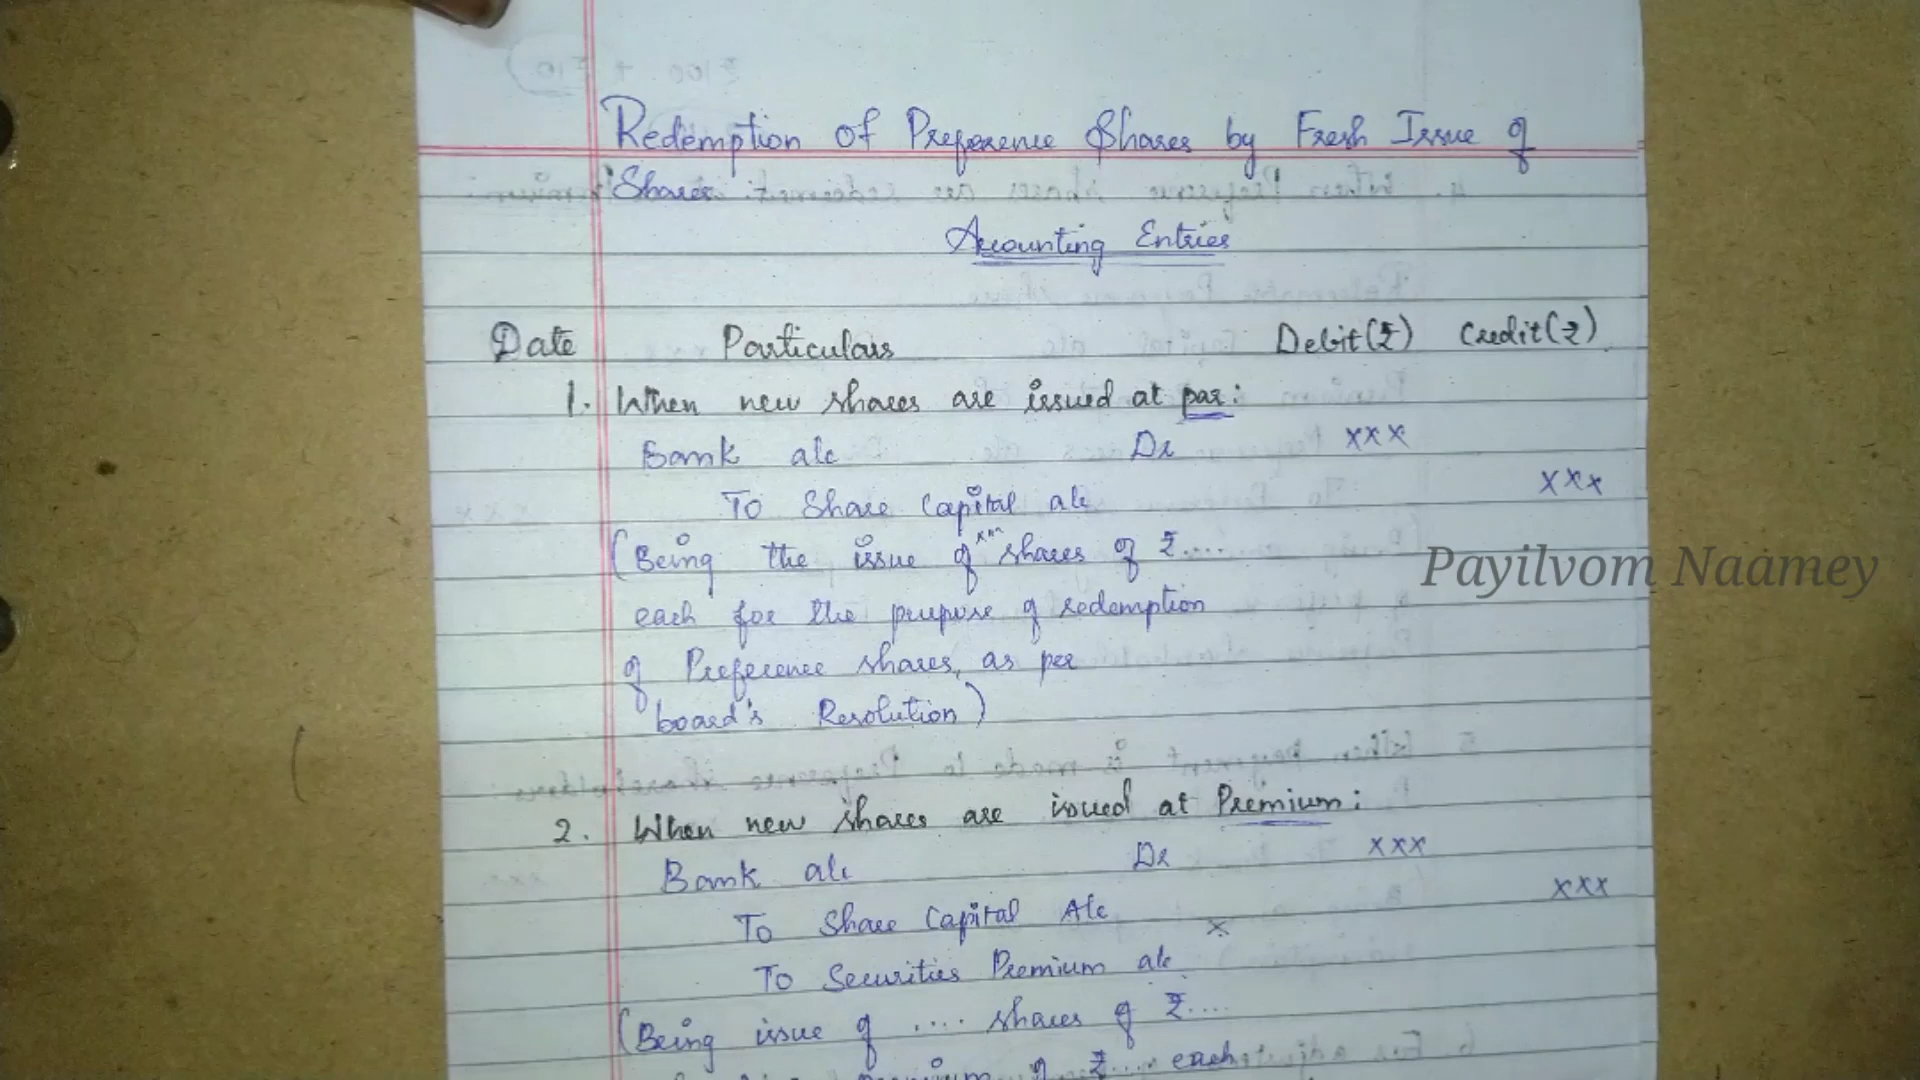 Redemption of Preference Shares by Fresh Issue of
Shares:
Accounting Entries
Date Particulars Debit(₹) Credit(₹)
1. When new shares are issued at par:
Bank a/c Dr xxx
To Share Capital a/c xxx
(Being the issue of xxx shares of ₹....
each for the purpose of redemption
of Preference shares, as per
board's Resolution)
2. When new shares are issued at Premium:
Bank a/c Dr xxx
To Share Capital A/c xxx
To Securities Premium a/c
(Being issue of .... shares of ₹....
premium of ₹.... each
Payilvom Naamey